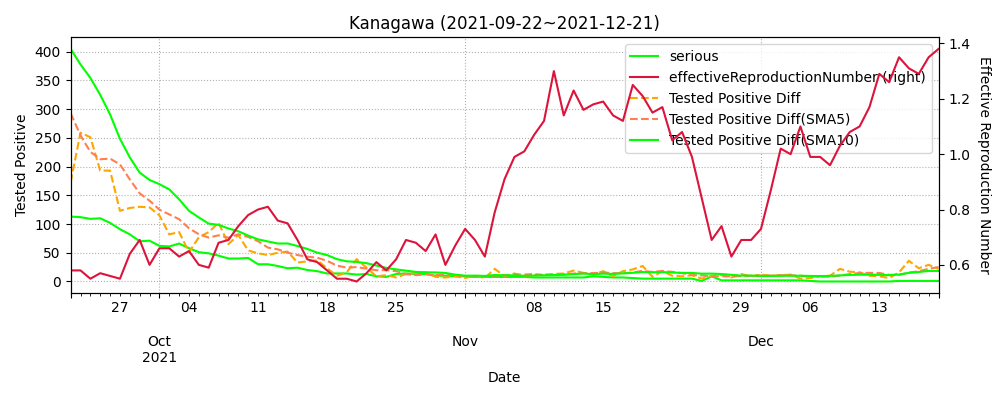 Kanagawa (2021-09-22~2021-12-21)
serious
effectiveReproductionNumber (right)
Tested Positive Diff
Tested Positive Diff(SMA5)
Tested Positive Diff(SMA10)
Tested Positive
400
350
300
250
200
150
100
50
0
Effective Reproduction Number
1.4
1.2
1.0
0.8
0.6
27 04 11 18 25 08 15 22 29 06 13
Oct Nov Dec
2021
Date